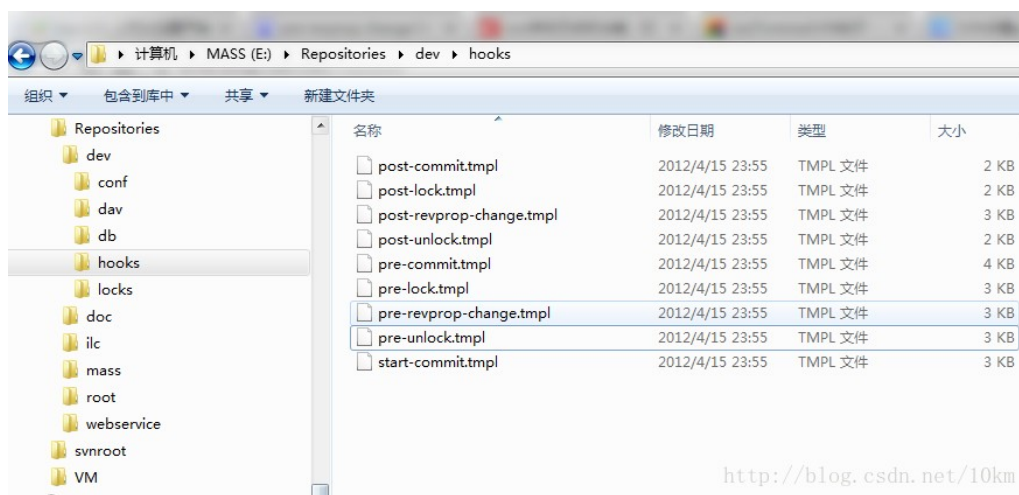 计算机 MASS (E:) Repositories dev hooks
组织 包含到库中 共享 新建文件夹
Repositories
dev
conf
dav
db
hooks
locks
doc
ilc
mass
root
webservice
svnroot
VM
名称 修改日期 类型 大小
post-commit.tmpl 2012/4/15 23:55 TMPL 文件 2 KB
post-lock.tmpl 2012/4/15 23:55 TMPL 文件 2 KB
post-revprop-change.tmpl 2012/4/15 23:55 TMPL 文件 3 KB
post-unlock.tmpl 2012/4/15 23:55 TMPL 文件 2 KB
pre-commit.tmpl 2012/4/15 23:55 TMPL 文件 4 KB
pre-lock.tmpl 2012/4/15 23:55 TMPL 文件 3 KB
pre-revprop-change.tmpl 2012/4/15 23:55 TMPL 文件 3 KB
pre-unlock.tmpl 2012/4/15 23:55 TMPL 文件 3 KB
start-commit.tmpl 2012/4/15 23:55 TMPL 文件 3 KB
http://blog.csdn.net/10km